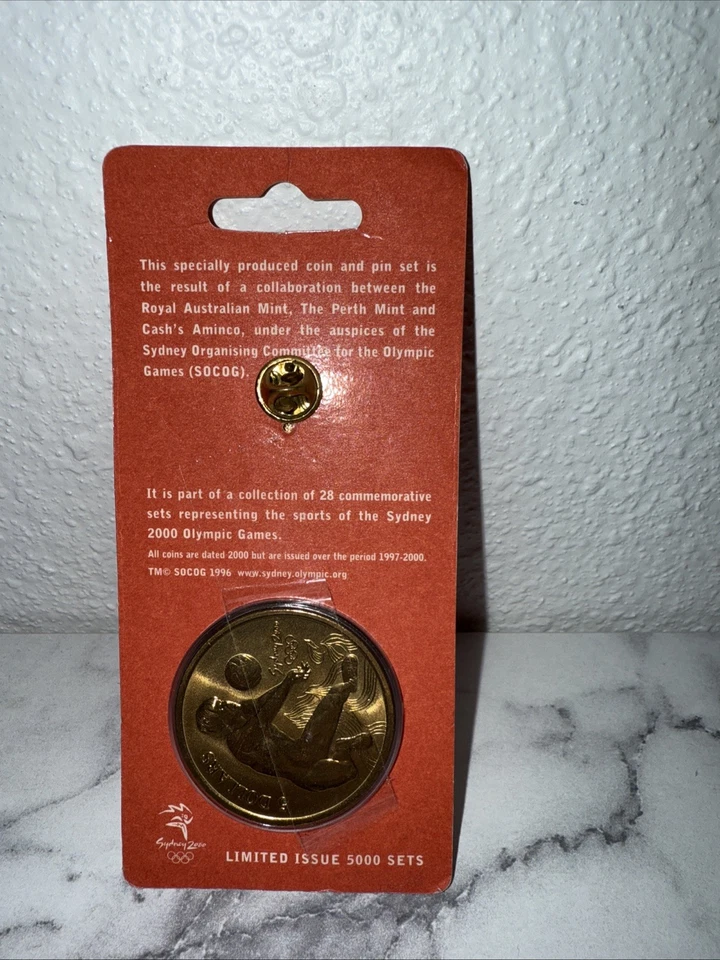 This specially produced coin and pin set is
the result of a collaboration between the
Royal Australian Mint, The Perth Mint and
Cash's Aminco, under the auspices of the
Sydney Organising Committee for the Olympic
Games (SOCOG).
It is part of a collection of 28 commemorative
sets representing the sports of the Sydney
2000 Olympic Games.
All coins are dated 2000 but are issued over the period 1997-2000.
TM© SOCOG 1996 www.sydney.olympic.org
Sydney 2000
5 DOLLARS
Sydney 2000
LIMITED ISSUE 5000 SETS